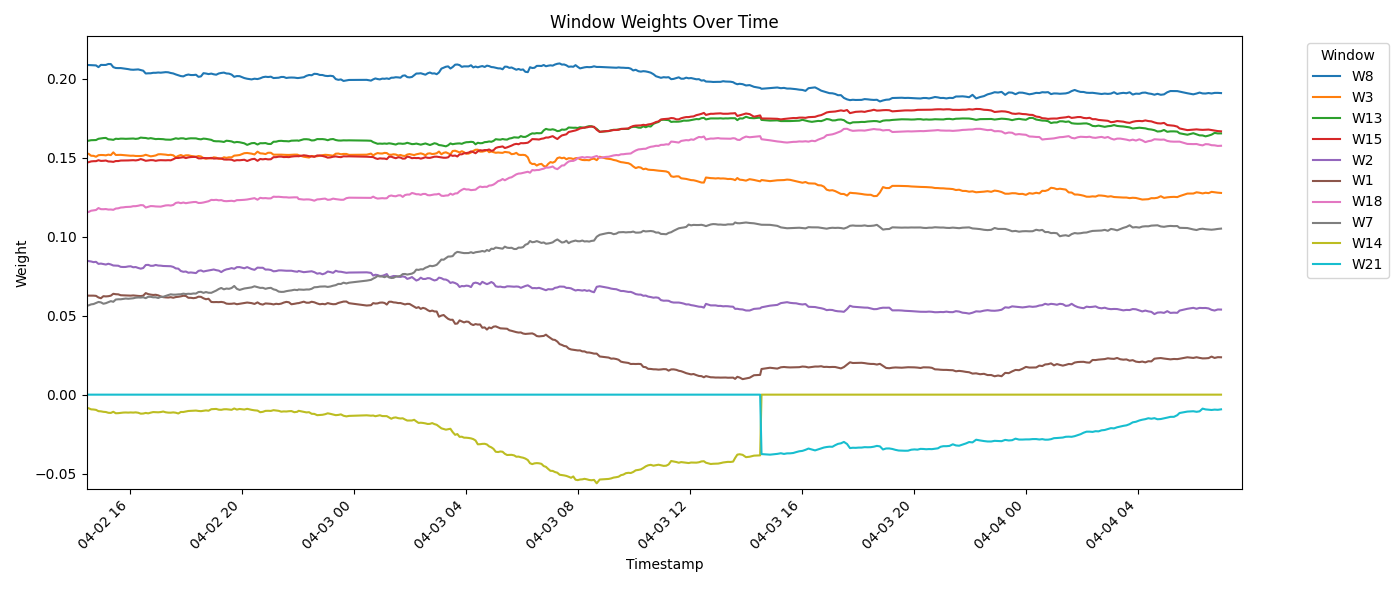 Window Weights Over Time
Weight
0.20
0.15
0.10
0.05
0.00
−0.05
04-02 16
04-02 20
04-03 00
04-03 04
04-03 08
04-03 12
04-03 16
04-03 20
04-04 00
04-04 04
Timestamp
Window
W8
W3
W13
W15
W2
W1
W18
W7
W14
W21